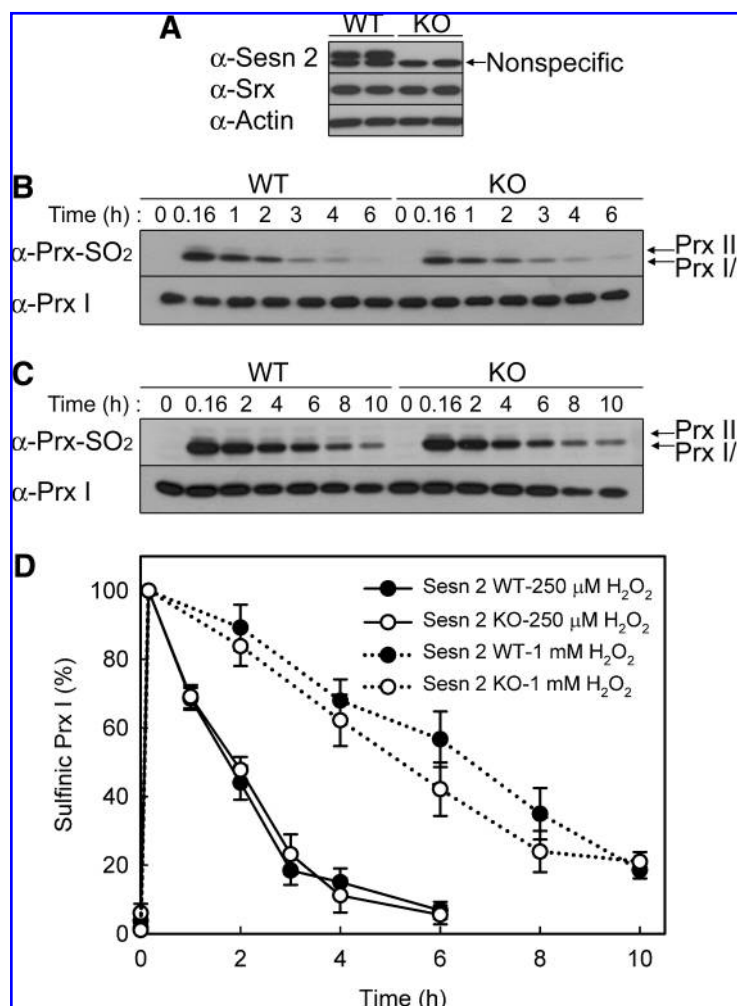 A
WT KO
α-Sesn 2
Nonspecific
α-Srx
α-Actin
B
WT KO
Time (h) : 0 0.16 1 2 3 4 6 0 0.16 1 2 3 4 6
α-Prx-SO₂
Prx II
Prx I/
α-Prx I
C
WT KO
Time (h) : 0 0.16 2 4 6 8 10 0 0.16 2 4 6 8 10
α-Prx-SO₂
Prx II
Prx I/
α-Prx I
D
Sulfinic Prx I (%)
100
80
60
40
20
0
Sesn 2 WT-250 μM H₂O₂
Sesn 2 KO-250 μM H₂O₂
Sesn 2 WT-1 mM H₂O₂
Sesn 2 KO-1 mM H₂O₂
0 2 4 6 8 10
Time (h)